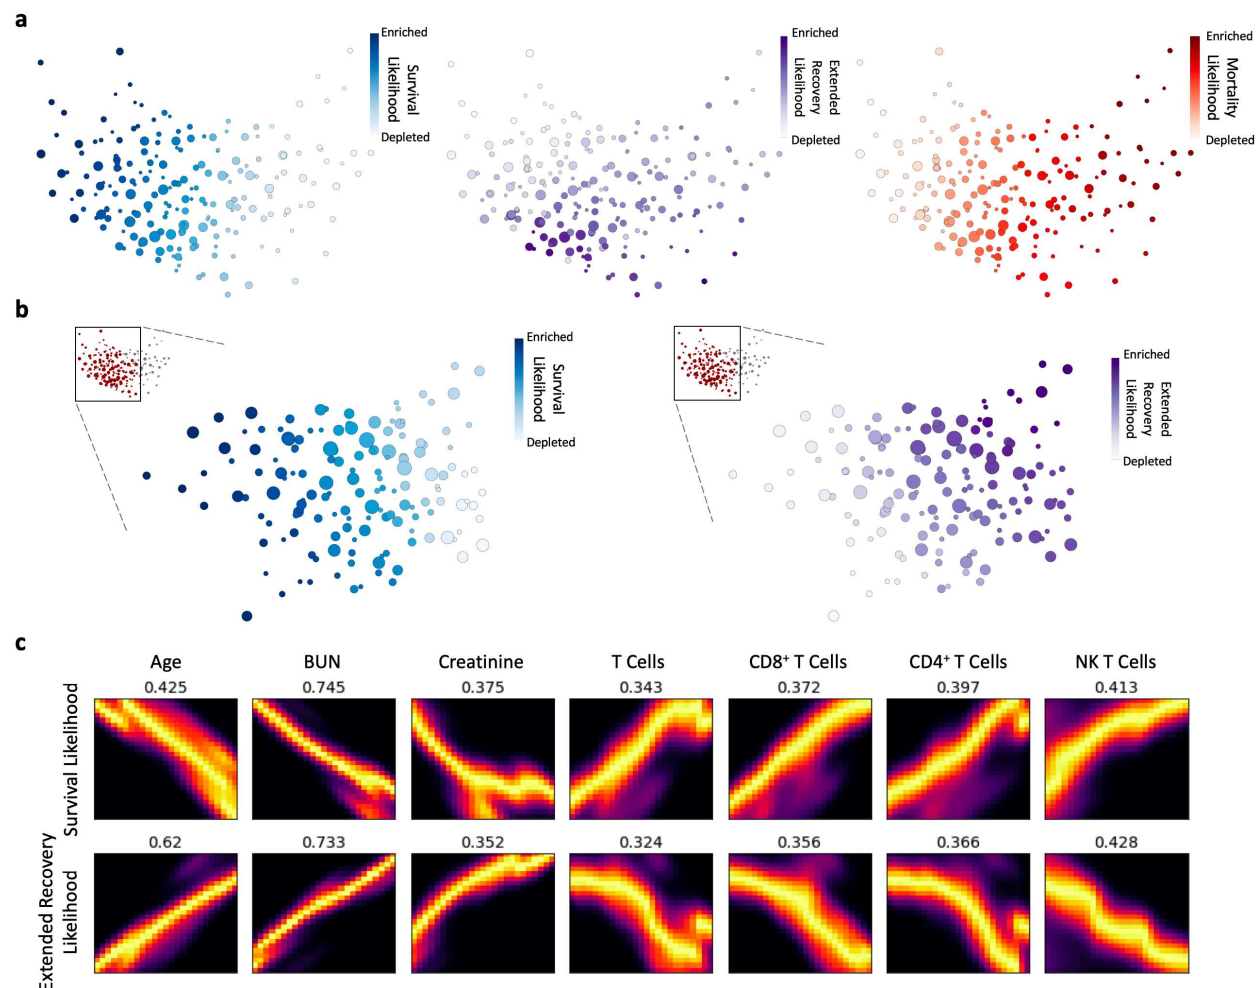 a
Enriched
Survival
Likelihood
Depleted
Enriched
Extended
Recovery
Likelihood
Depleted
Enriched
Mortality
Likelihood
Depleted
b
Enriched
Survival
Likelihood
Depleted
Enriched
Extended
Recovery
Likelihood
Depleted
c
Age
BUN
Creatinine
T Cells
CD8⁺ T Cells
CD4⁺ T Cells
NK T Cells
Survival Likelihood
0.425
0.745
0.375
0.343
0.372
0.397
0.413
Extended Recovery
Likelihood
0.62
0.733
0.352
0.324
0.356
0.366
0.428